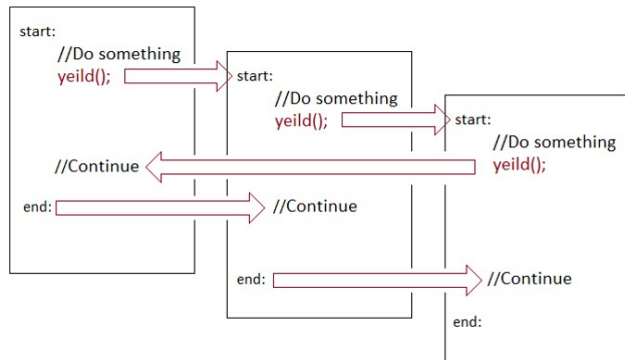 start:
//Do something
yeild();
//Continue
end:
start:
//Do something
yeild();
//Continue
end:
start:
//Do something
yeild();
//Continue
end: